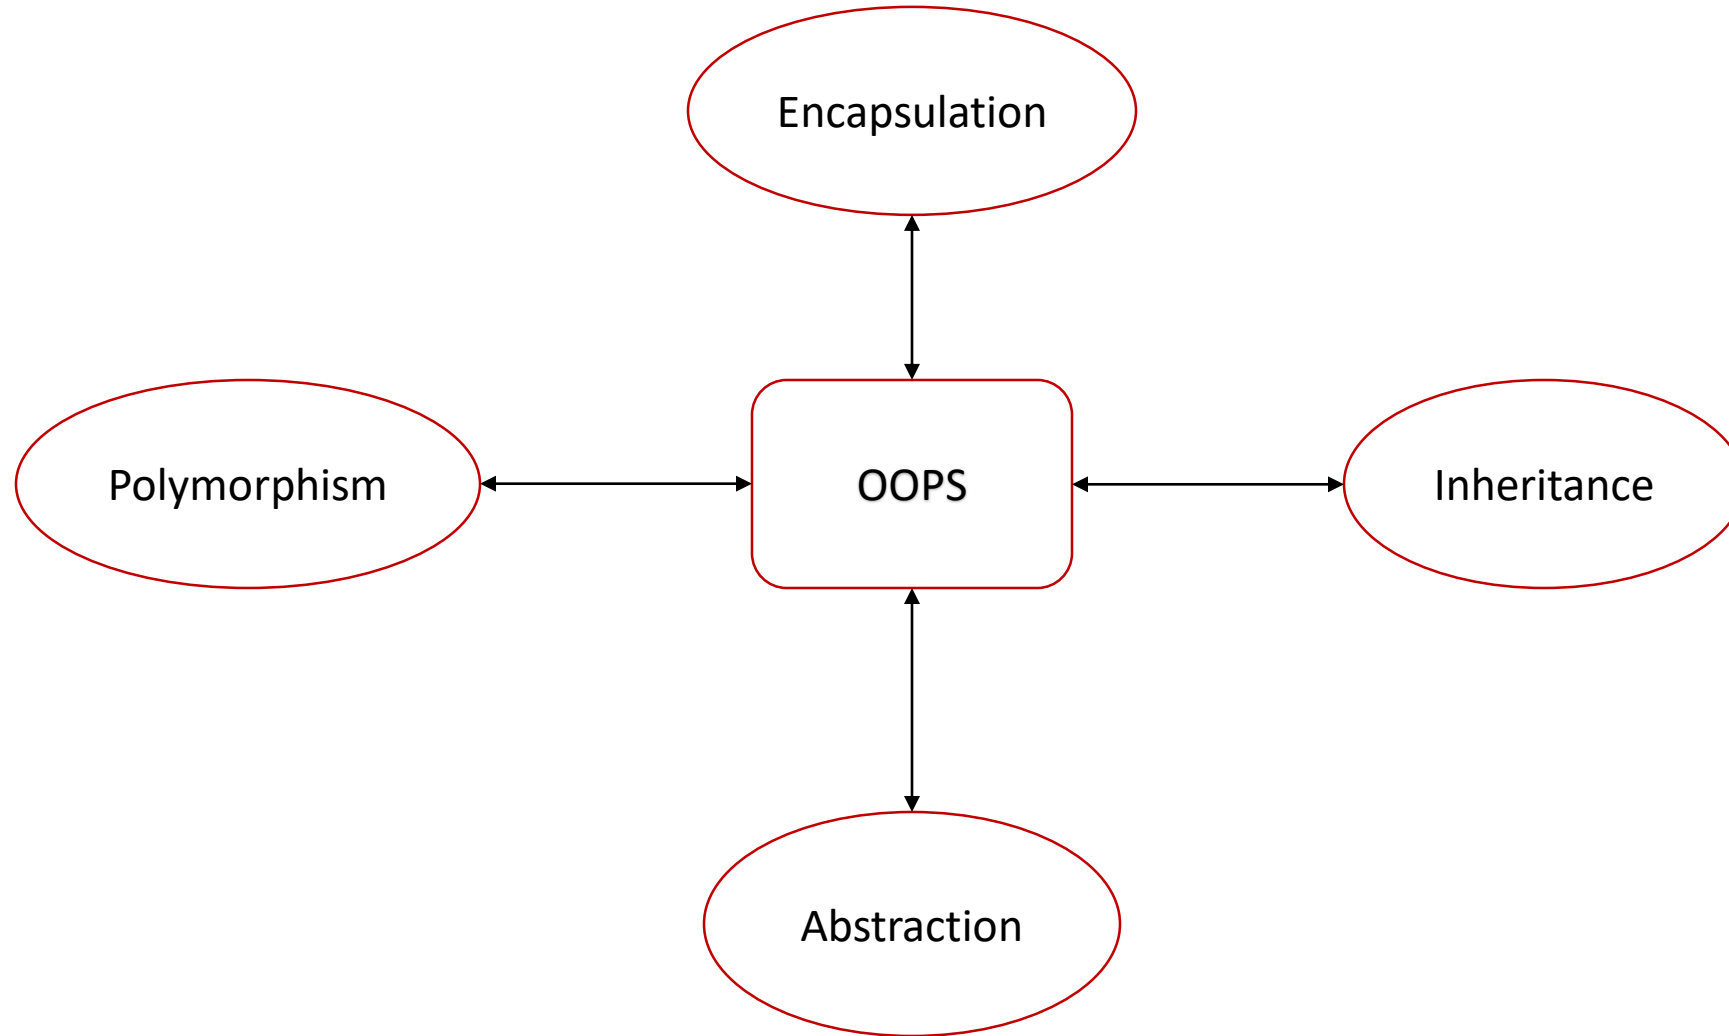 Encapsulation
Polymorphism
OOPS
Inheritance
Abstraction